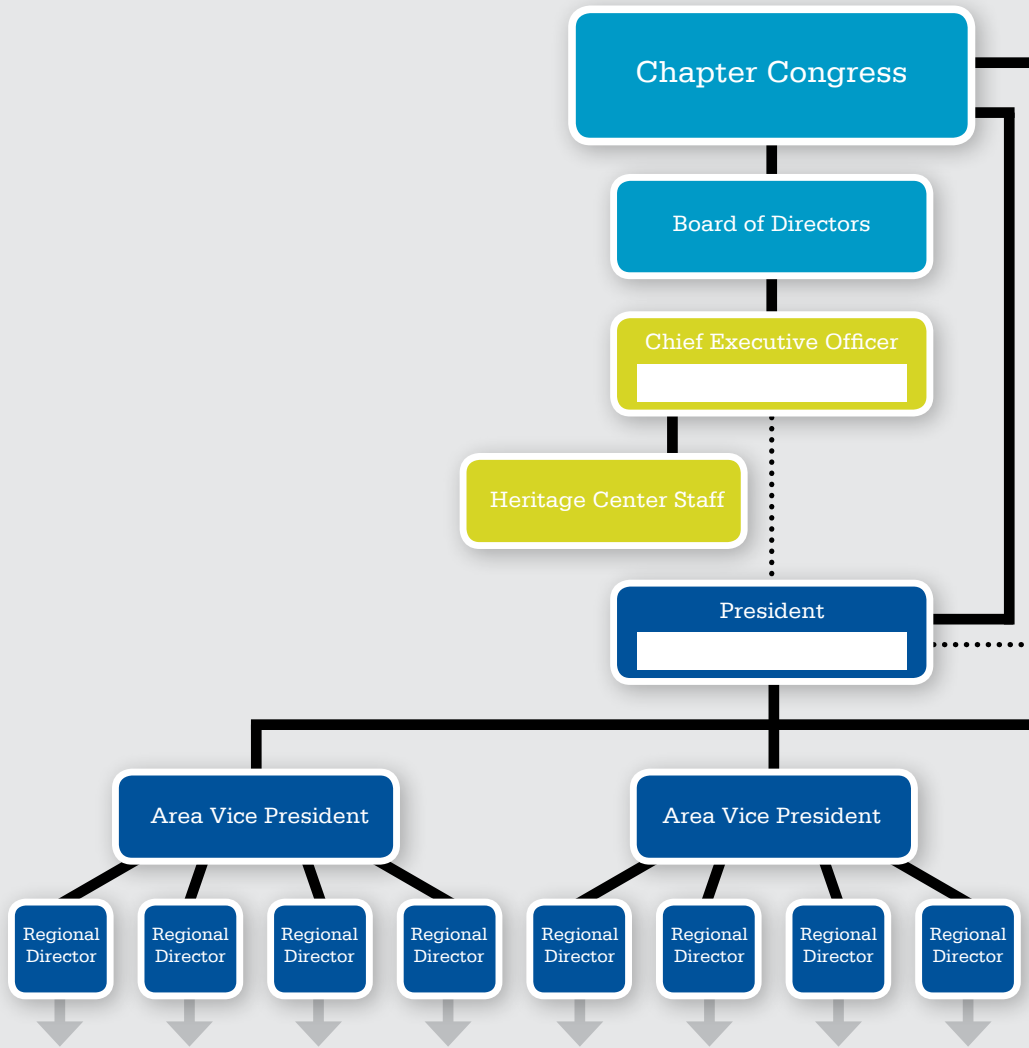 Chapter Congress
Board of Directors
Chief Executive Officer
Heritage Center Staff
President
Area Vice President
Area Vice President
Regional
Director
Regional
Director
Regional
Director
Regional
Director
Regional
Director
Regional
Director
Regional
Director
Regional
Director